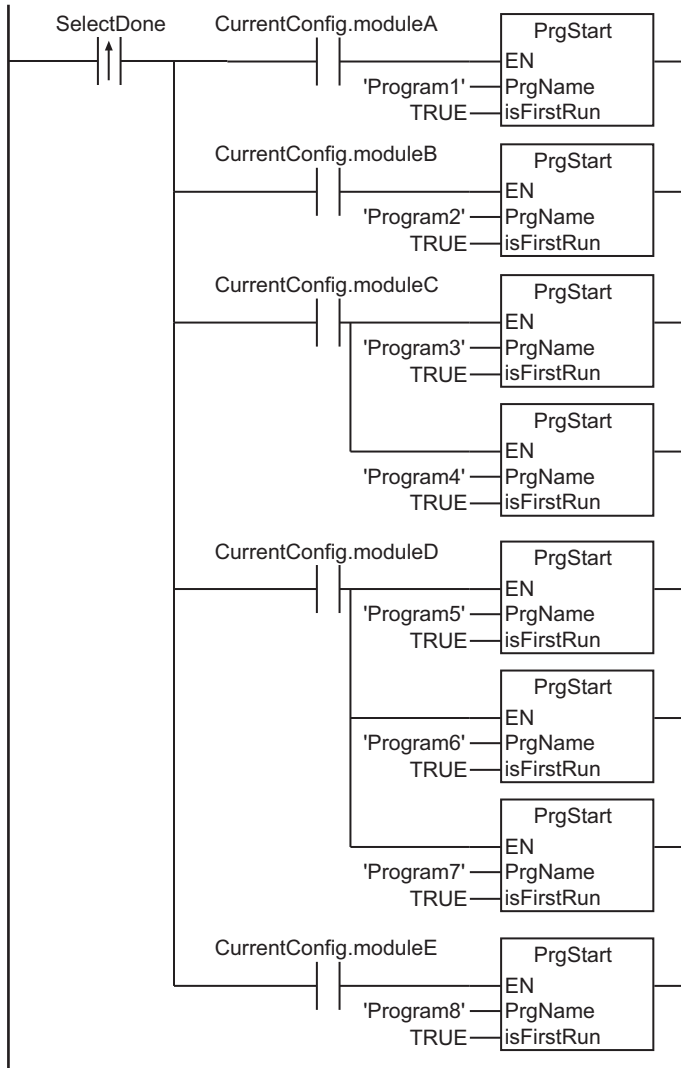 SelectDone
CurrentConfig.moduleA
PrgStart
EN
'Program1' PrgName
TRUE isFirstRun
CurrentConfig.moduleB
PrgStart
EN
'Program2' PrgName
TRUE isFirstRun
CurrentConfig.moduleC
PrgStart
EN
'Program3' PrgName
TRUE isFirstRun
PrgStart
EN
'Program4' PrgName
TRUE isFirstRun
CurrentConfig.moduleD
PrgStart
EN
'Program5' PrgName
TRUE isFirstRun
PrgStart
EN
'Program6' PrgName
TRUE isFirstRun
PrgStart
EN
'Program7' PrgName
TRUE isFirstRun
CurrentConfig.moduleE
PrgStart
EN
'Program8' PrgName
TRUE isFirstRun